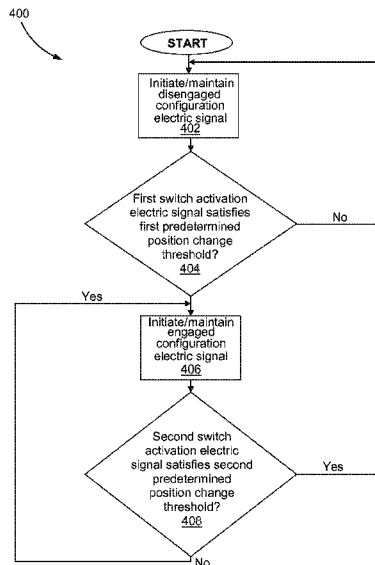 400
START
Initiate/maintain
disengaged
configuration
electric signal
402
First switch activation
electric signal satisfies
first predetermined
position change
threshold?
404
No
Yes
Initiate/maintain
engaged
configuration
electric signal
406
Second switch
activation electric
signal satisfies second
predetermined
position change
threshold?
408
Yes
No